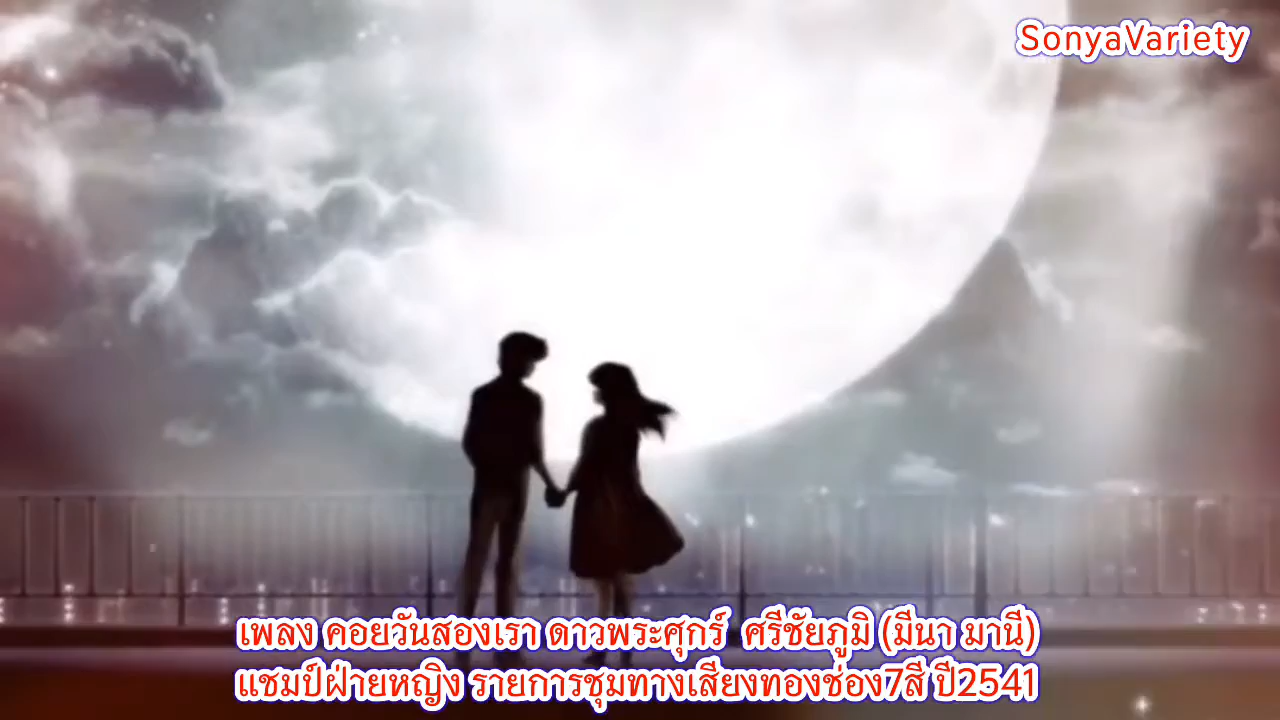 SonyaVariety
เพลง คอยวันสองเรา ดาวพระศุกร์ ศรีชัยภูมิ (มีนา มานี)
แชมป์ฝ่ายหญิง รายการชุมทางเสียงทองช่อง7สี ปี2541